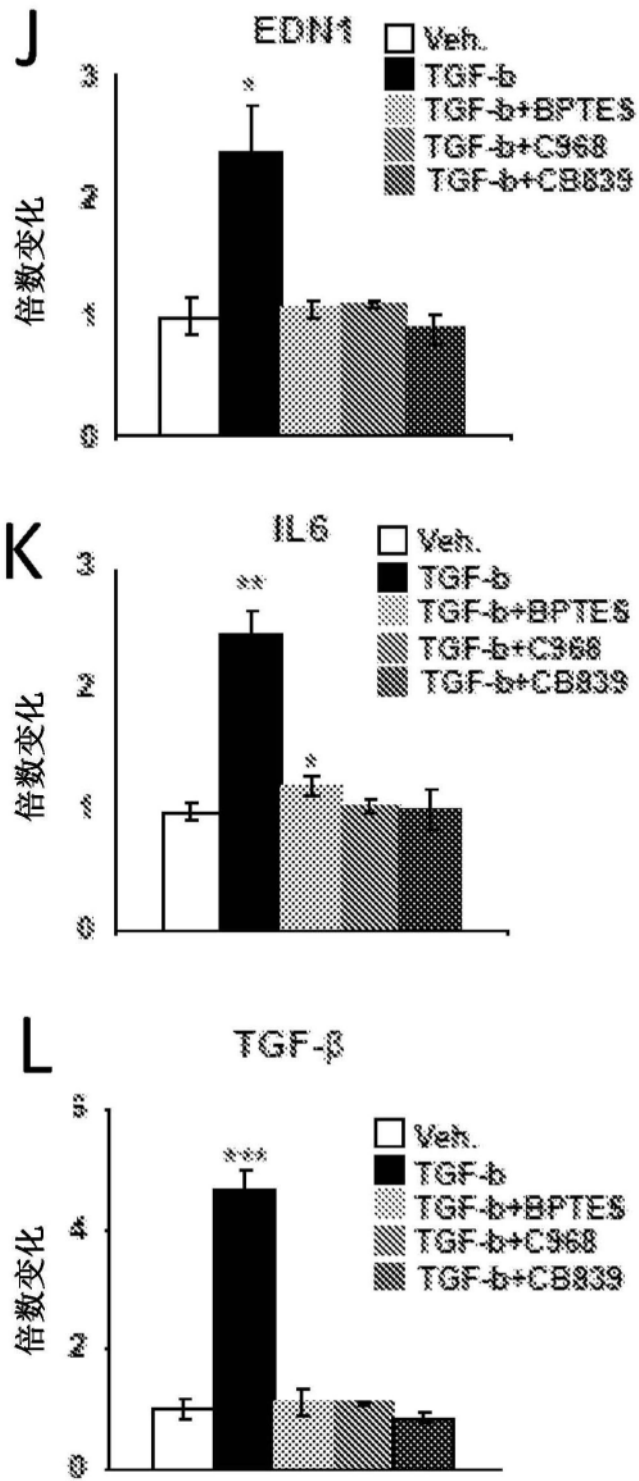 J
EDN1
Veh.
TGF-b
TGF-b+BPTES
TGF-b+C968
TGF-b+CB839
*
3
2
1
0
倍数变化
K
IL6
Veh.
TGF-b
TGF-b+BPTES
TGF-b+C968
TGF-b+CB839
**
*
3
2
1
0
倍数变化
L
TGF-β
Veh.
TGF-b
TGF-b+BPTES
TGF-b+C968
TGF-b+CB839
***
4
2
0
倍数变化